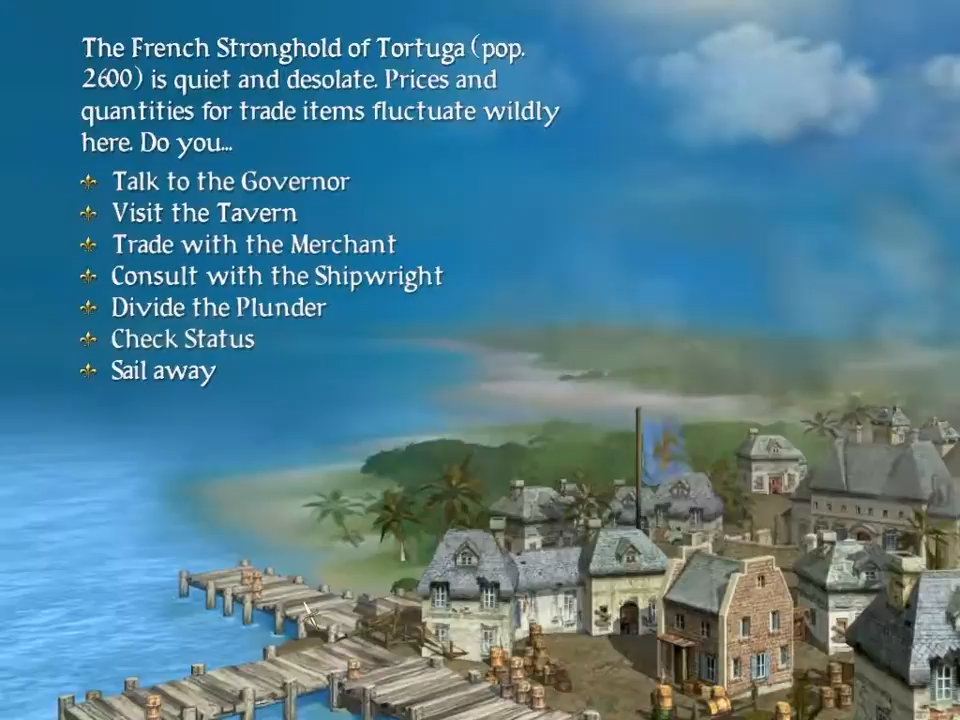 The French Stronghold of Tortuga (pop.
2600) is quiet and desolate. Prices and
quantities for trade items fluctuate wildly
here. Do you...
Talk to the Governor
Visit the Tavern
Trade with the Merchant
Consult with the Shipwright
Divide the Plunder
Check Status
Sail away